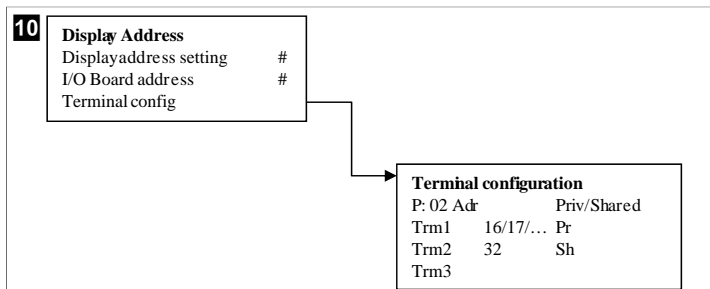 10
Display Address
Displayaddress setting #
I/O Board address #
Terminal config
Terminal configuration
P: 02 Adr Priv/Shared
Trm1 16/17/… Pr
Trm2 32 Sh
Trm3